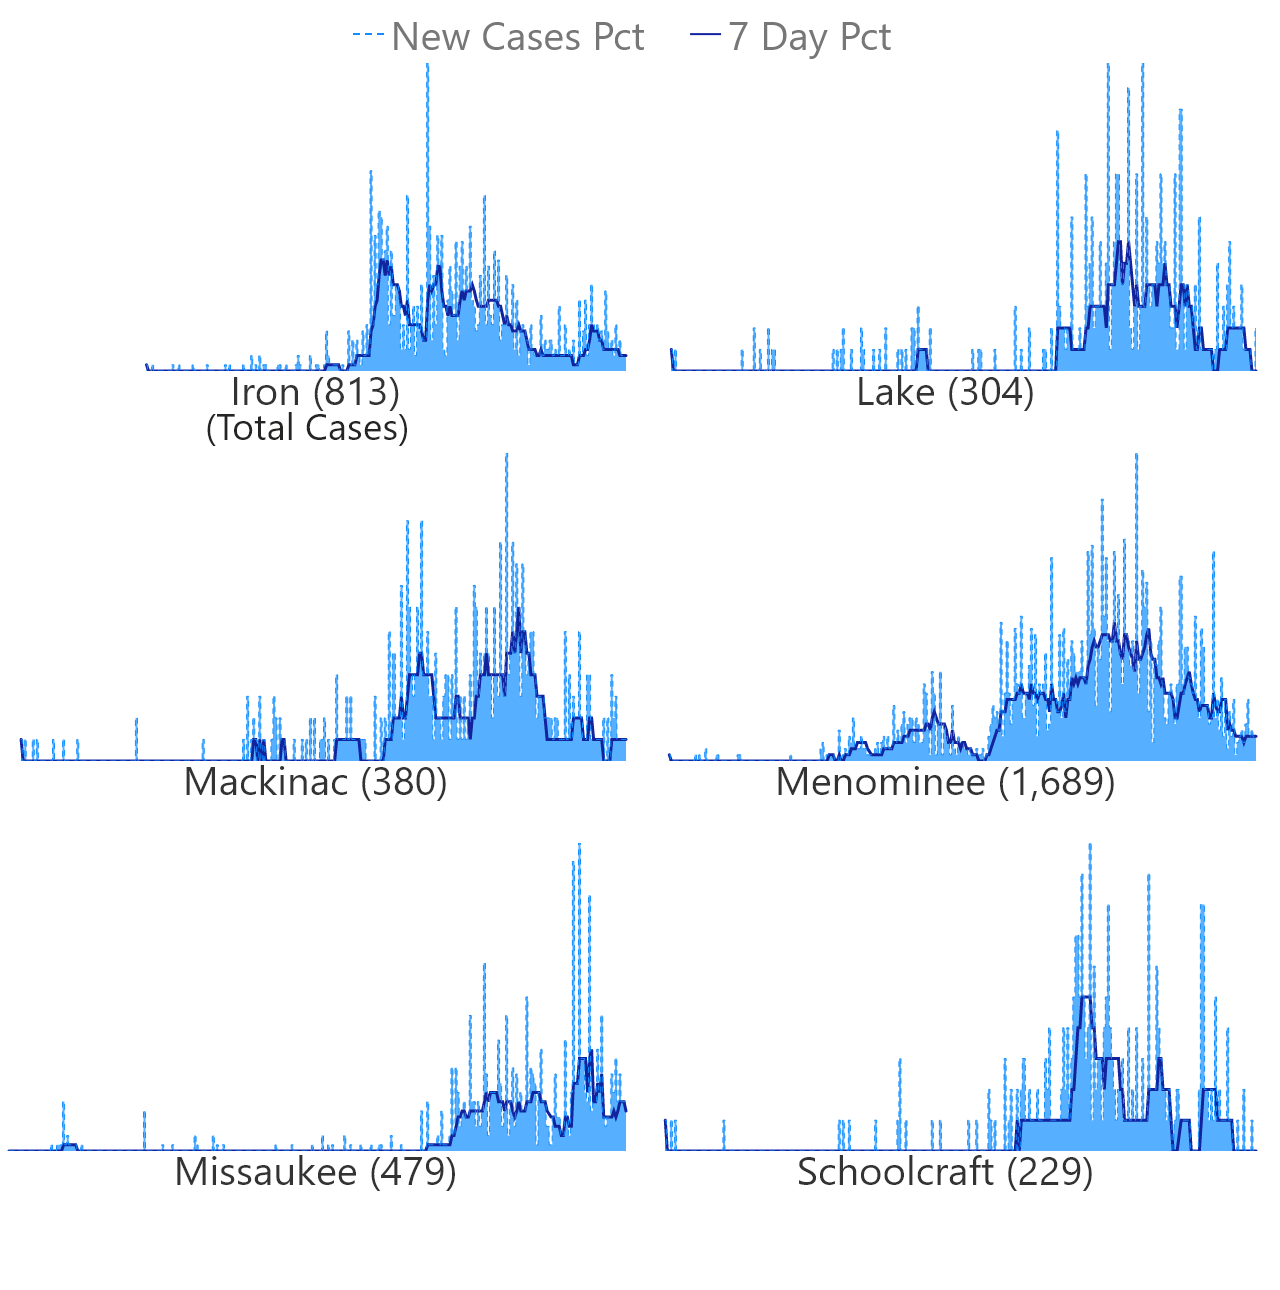 New Cases Pct 7 Day Pct
Iron (813) Lake (304)
(Total Cases)
Mackinac (380) Menominee (1,689)
Missaukee (479) Schoolcraft (229)